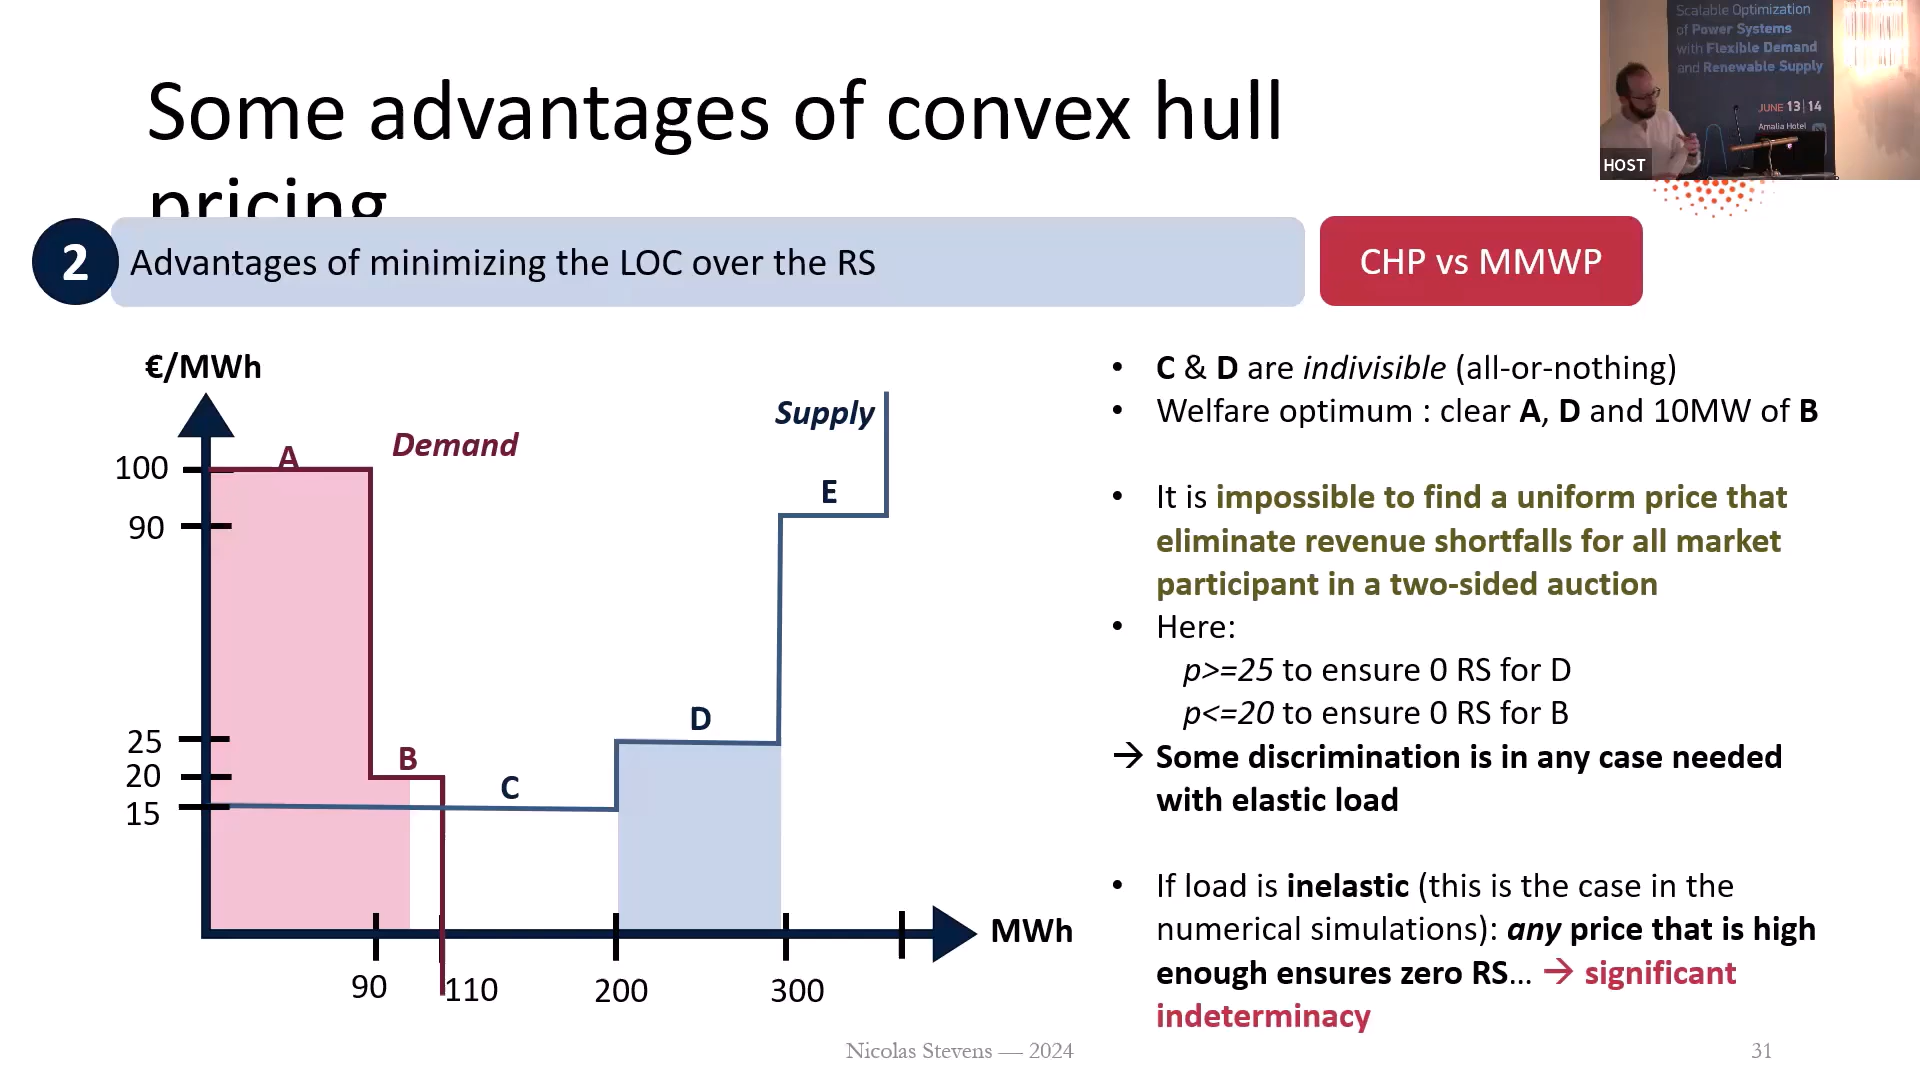 Scalable Optimization
of Power Systems
with Flexible Demand
and Renewable Supply
JUNE 13|14
Amalia Hotel
HOST
Some advantages of convex hull
pricing
2
Advantages of minimizing the LOC over the RS
CHP vs MMWP
€/MWh
Supply
Demand
A
100
E
90
D
25
B
20
C
15
MWh
90
110
200
300
• C & D are indivisible (all-or-nothing)
• Welfare optimum : clear A, D and 10MW of B
• It is impossible to find a uniform price that
eliminate revenue shortfalls for all market
participant in a two-sided auction
• Here:
p>=25 to ensure 0 RS for D
p<=20 to ensure 0 RS for B
→ Some discrimination is in any case needed
with elastic load
• If load is inelastic (this is the case in the
numerical simulations): any price that is high
enough ensures zero RS... → significant
indeterminacy
Nicolas Stevens — 2024
31